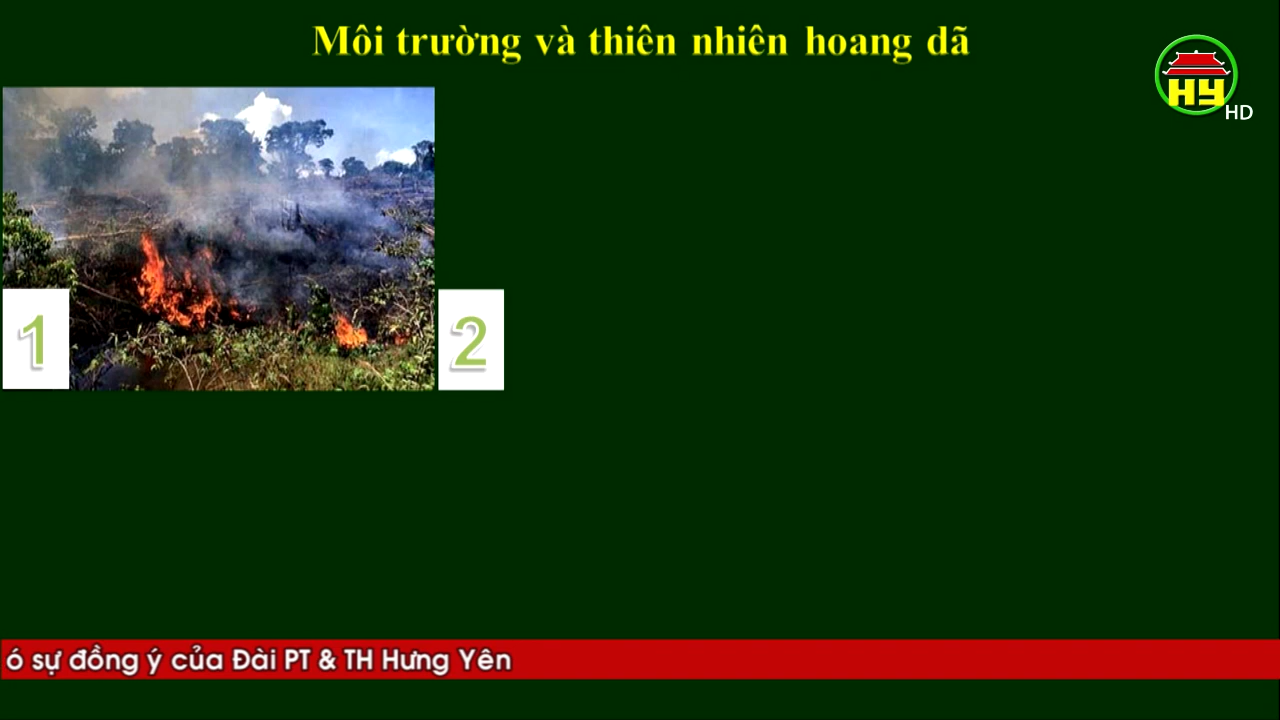 Môi trường và thiên nhiên hoang dã
HY
HD
1
2
ó sự đồng ý của Đài PT & TH Hưng Yên